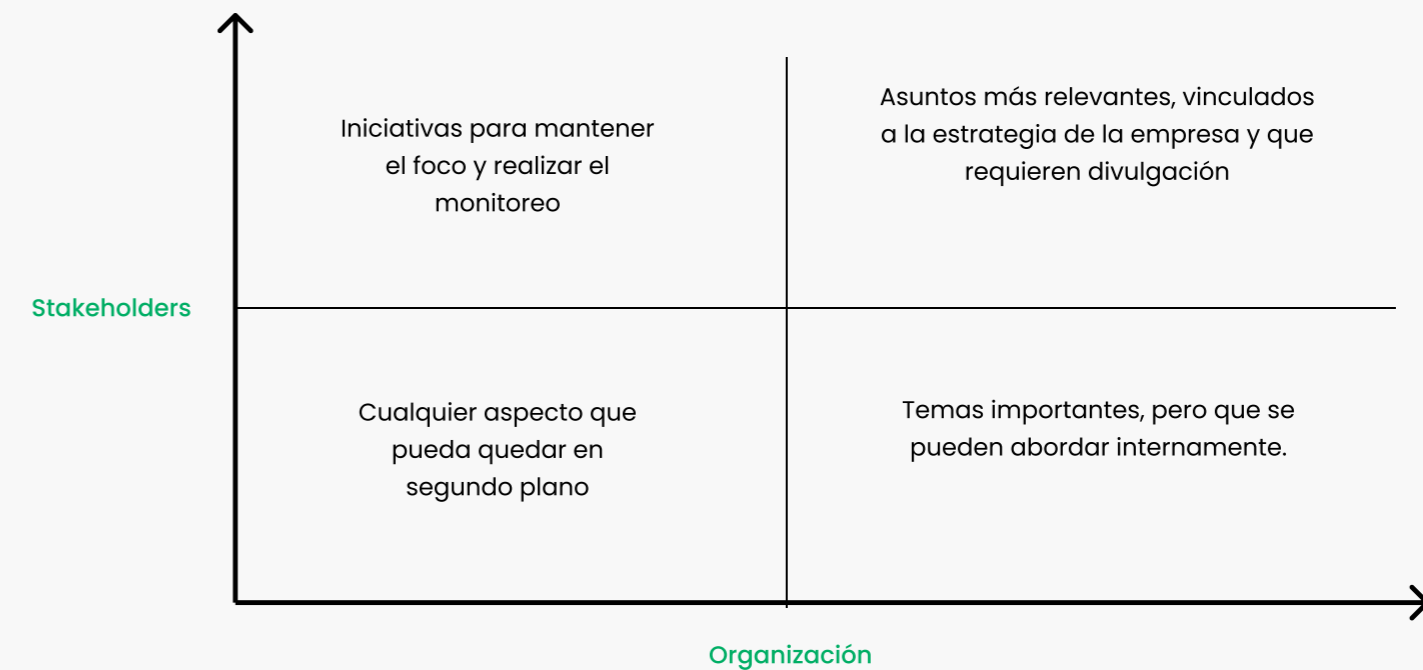 Iniciativas para mantener
el foco y realizar el
monitoreo
Asuntos más relevantes, vinculados
a la estrategia de la empresa y que
requieren divulgación
Stakeholders
Cualquier aspecto que
pueda quedar en
segundo plano
Temas importantes, pero que se
pueden abordar internamente.
Organización